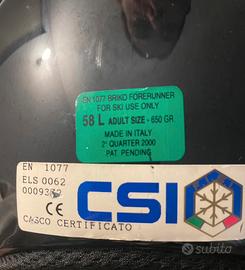 EN 1077 BRIKO FORERUNNER
FOR SKI USE ONLY
58 L ADULT SIZE - 650 GR
MADE IN ITALY
2° QUARTER 2000
PAT. PENDING
EN 1077
ELS 0062
CE
CSI
CASCO CERTIFICATO
subito